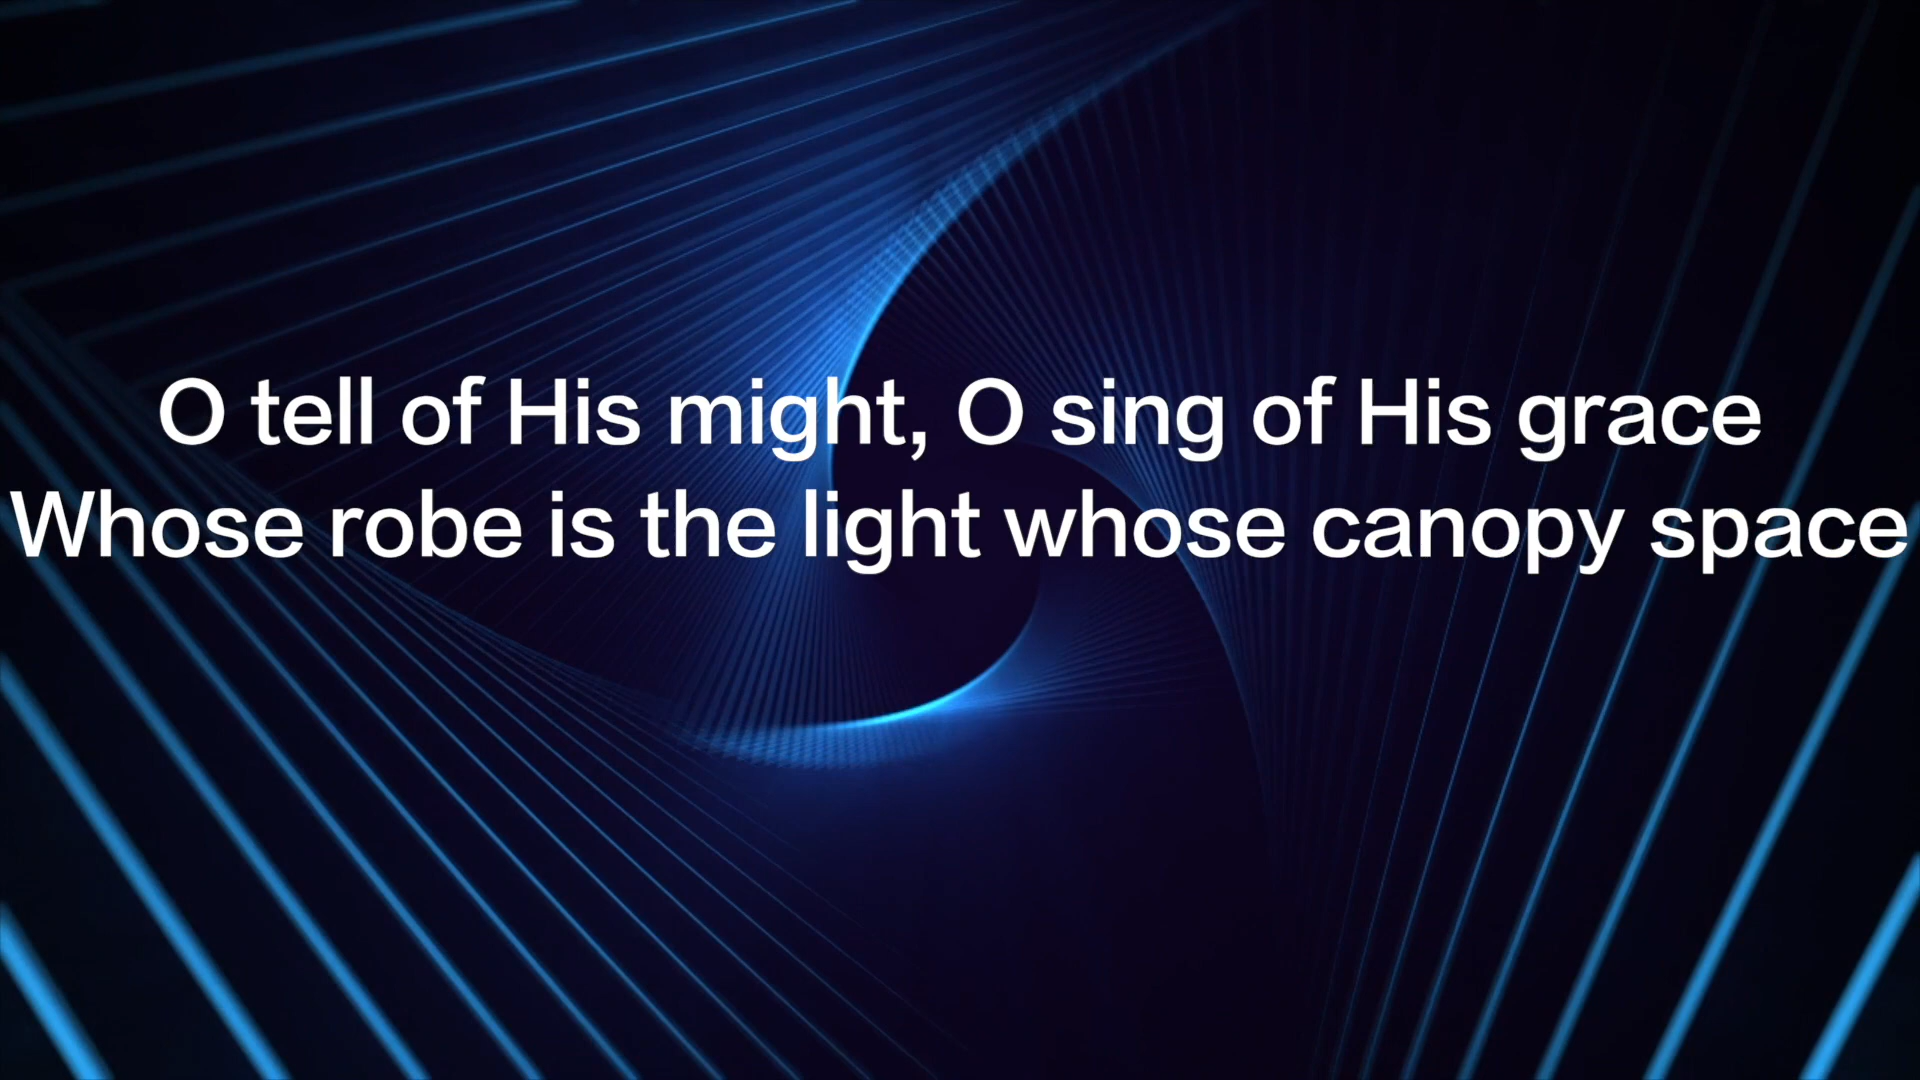 O tell of His might, O sing of His grace
Whose robe is the light whose canopy space